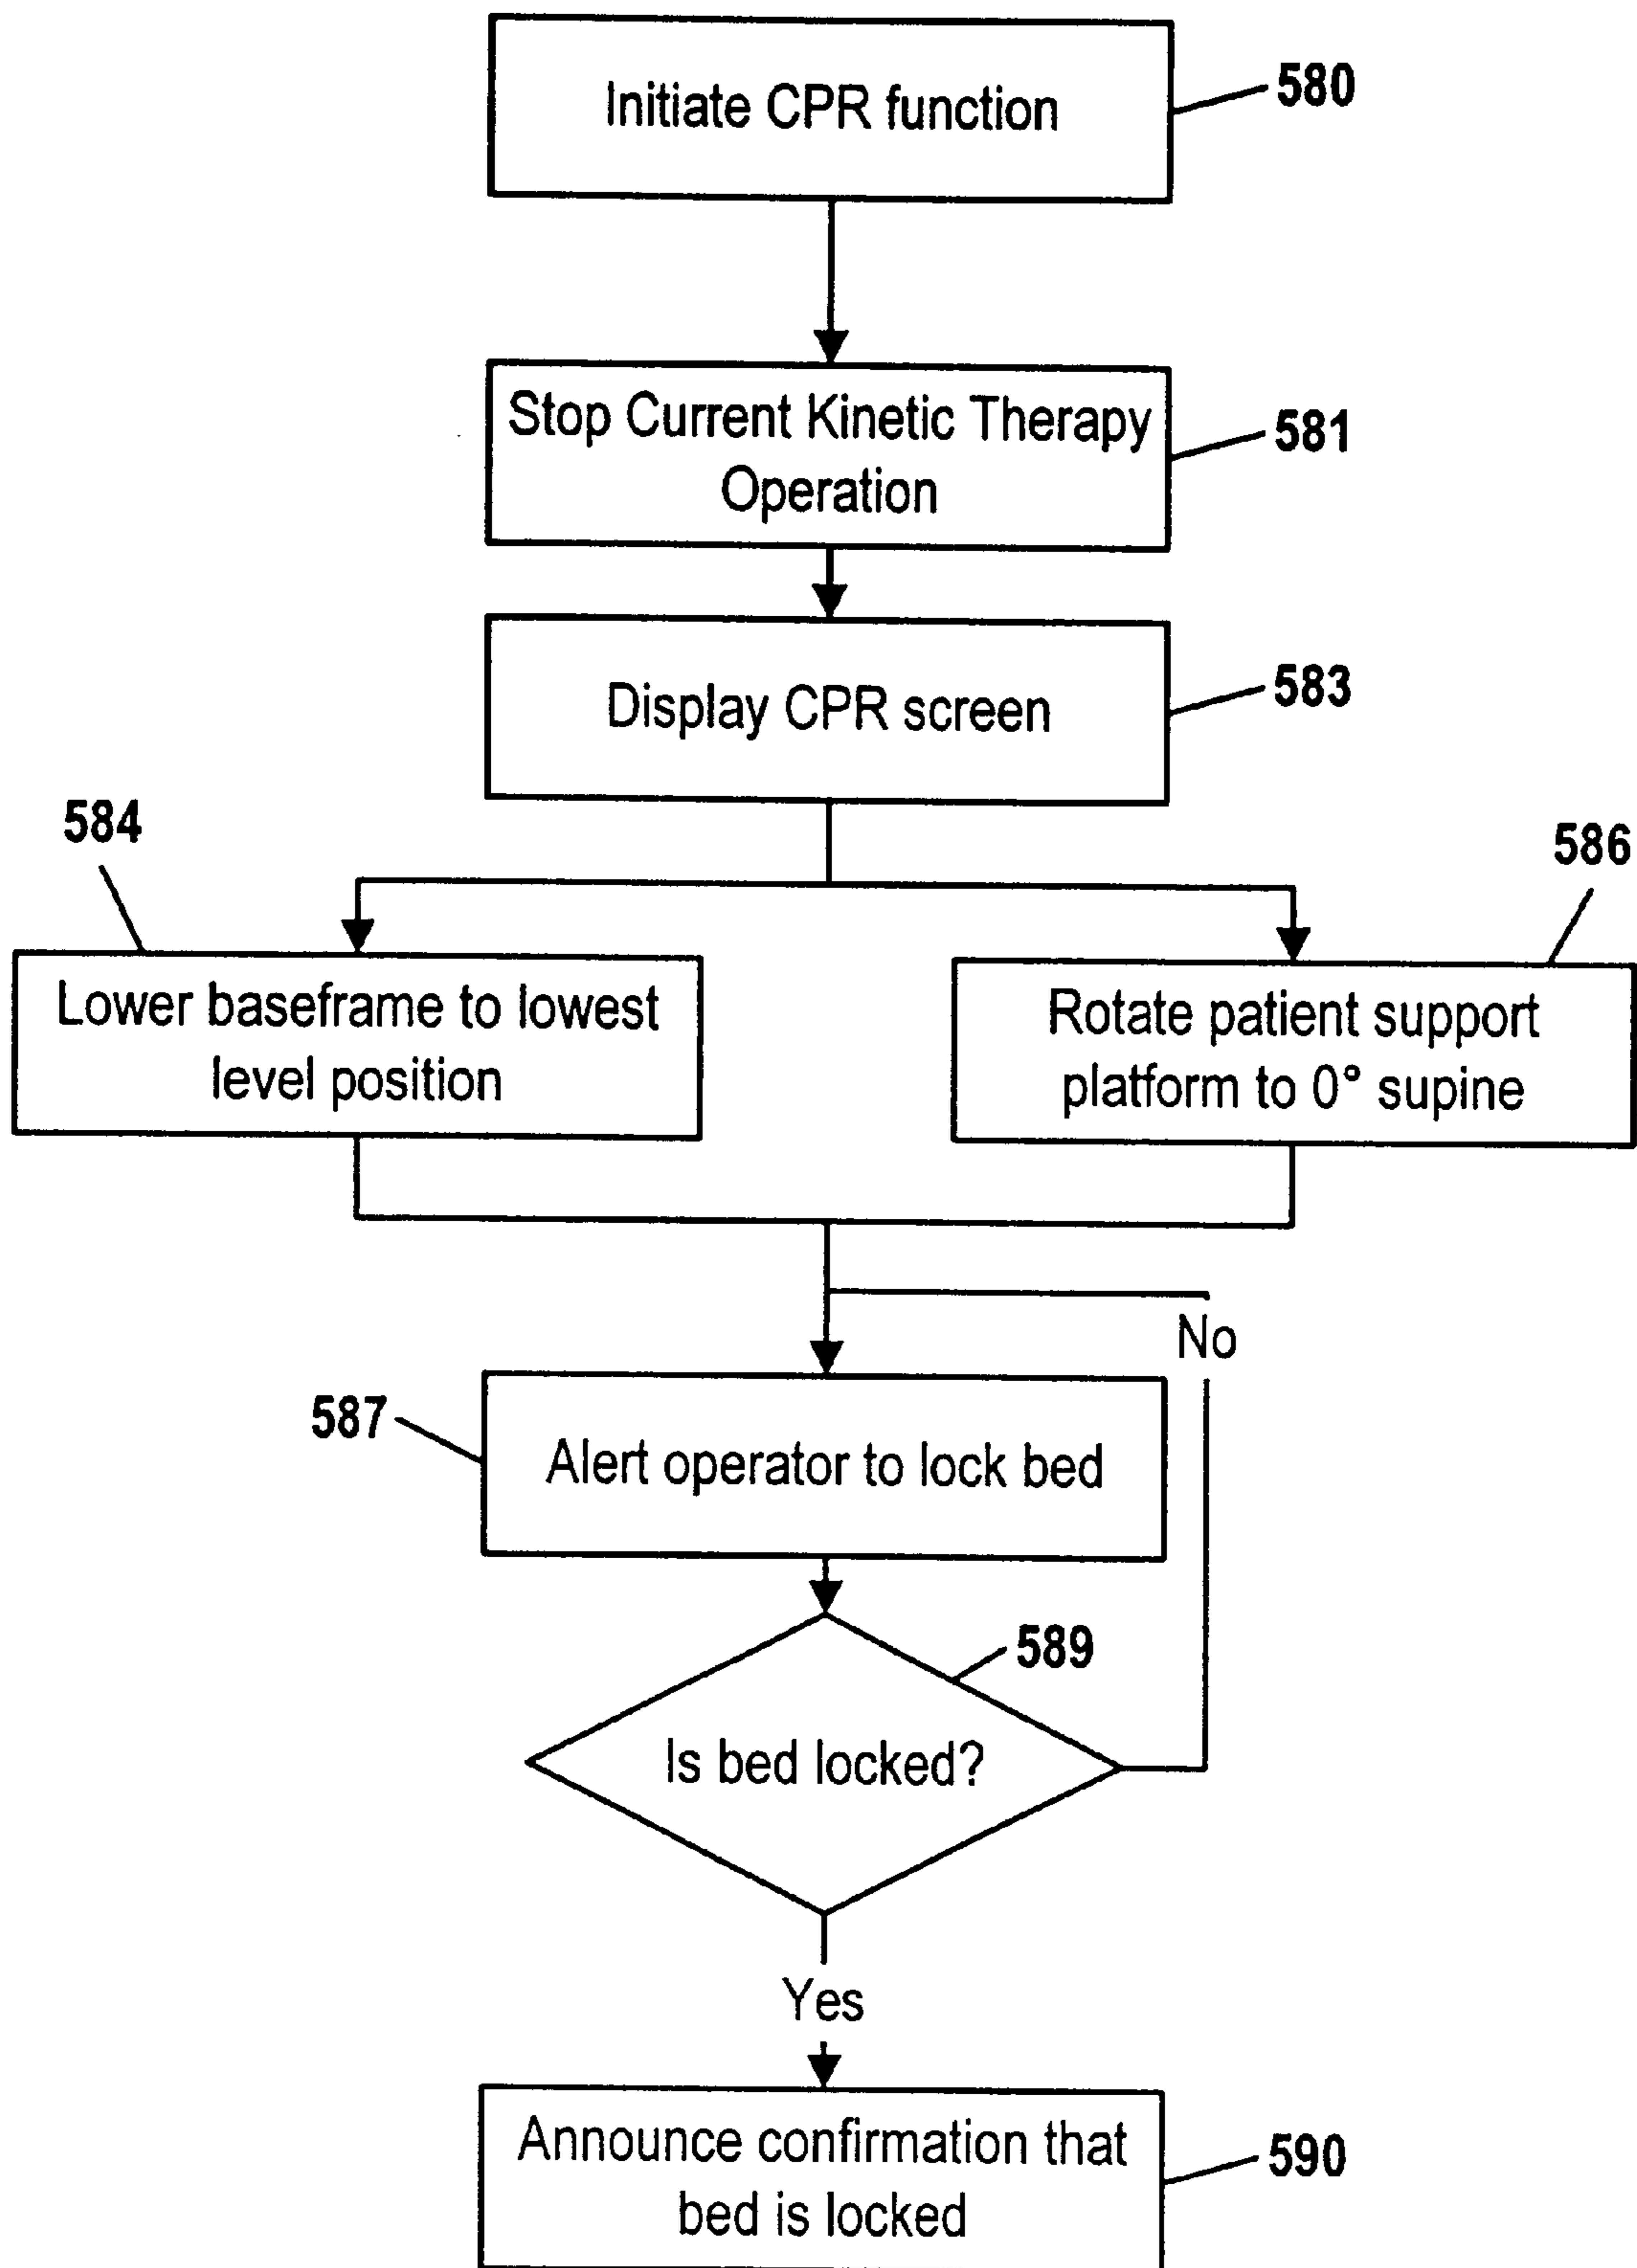 Initiate CPR function
580
Stop Current Kinetic Therapy
Operation
581
Display CPR screen
583
584
586
Lower baseframe to lowest
level position
Rotate patient support
platform to 0° supine
No
587
Alert operator to lock bed
589
Is bed locked?
Yes
Announce confirmation that
bed is locked
590